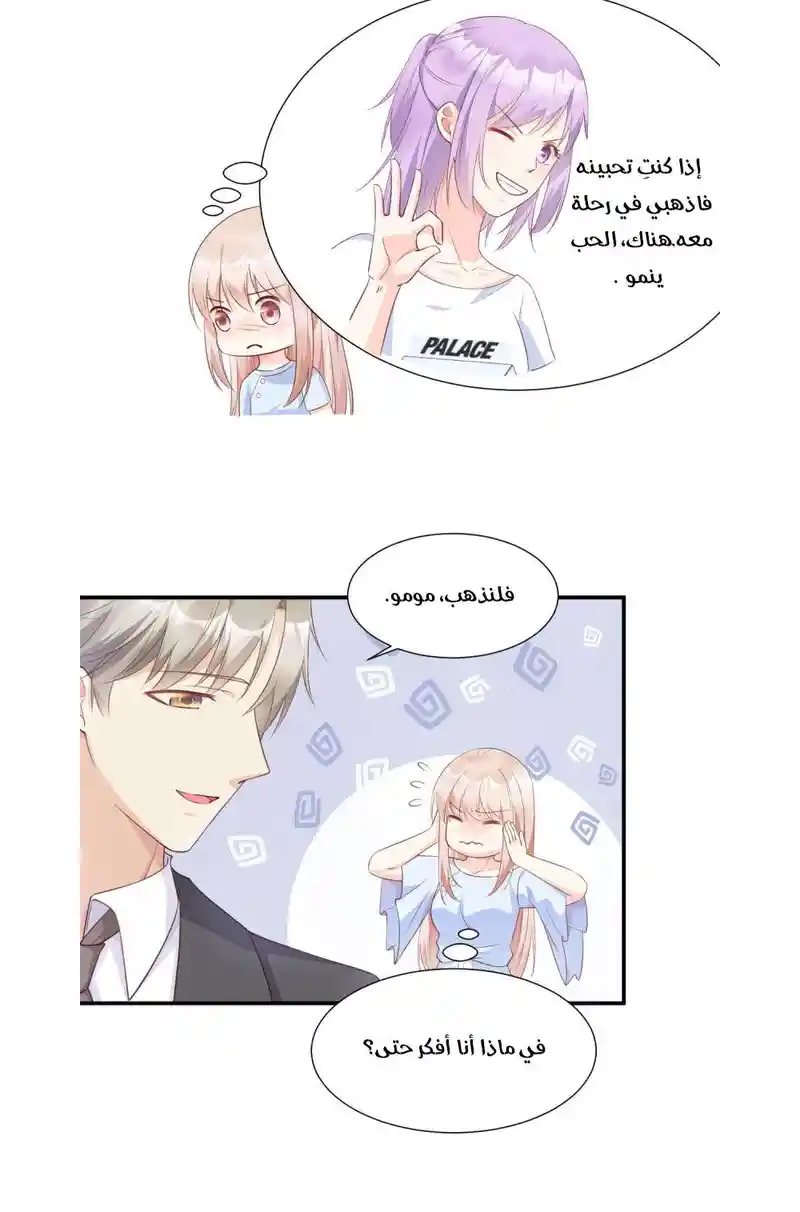 إذا كنتِ تحبينه
فاذهبي في رحلة
معه.هناك، الحب
ينمو .
PALACE
فلنذهب، مومو.
في ماذا أنا أفكر حتى؟